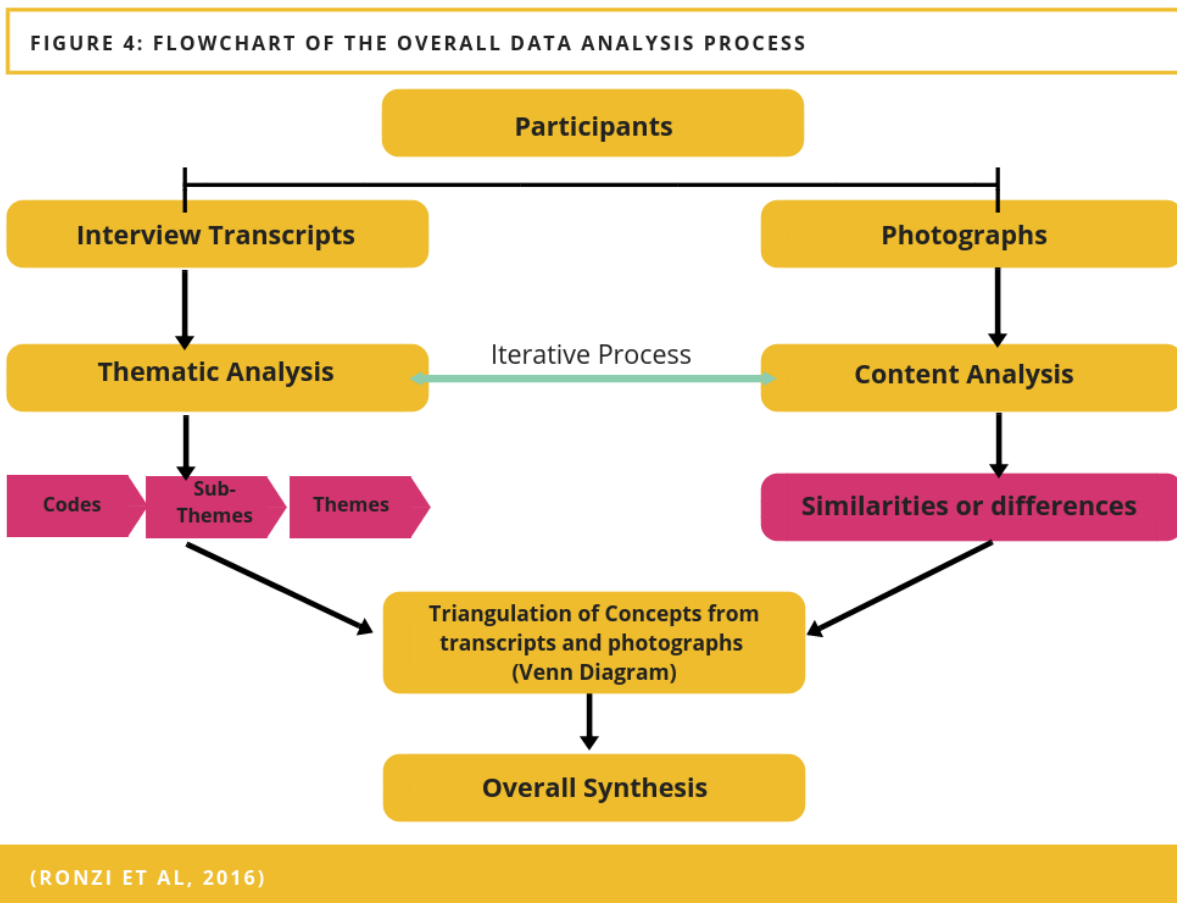 FIGURE 4: FLOWCHART OF THE OVERALL DATA ANALYSIS PROCESS
Participants
Interview Transcripts
Photographs
Thematic Analysis
Iterative Process
Content Analysis
Codes
Sub-
Themes
Themes
Similarities or differences
Triangulation of Concepts from
transcripts and photographs
(Venn Diagram)
Overall Synthesis
(RONZI ET AL, 2016)